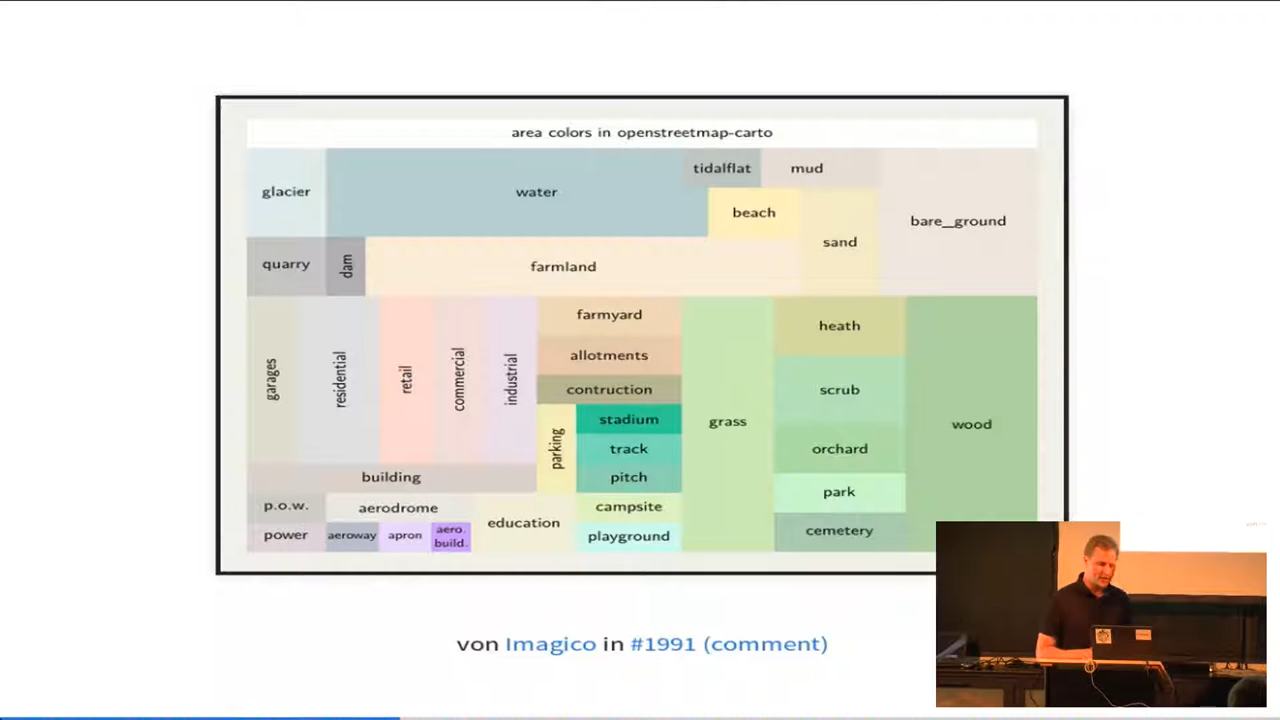 area colors in openstreetmap-carto
glacier
water
tidalflat
mud
beach
sand
bare_ground
quarry
dam
farmland
garages
residential
retail
commercial
industrial
farmyard
allotments
contruction
parking
stadium
track
pitch
grass
heath
scrub
orchard
wood
building
park
p.o.w.
aerodrome
education
campsite
cemetery
power
aeroway
apron
aero.
build.
playground
von Imagico in #1991 (comment)